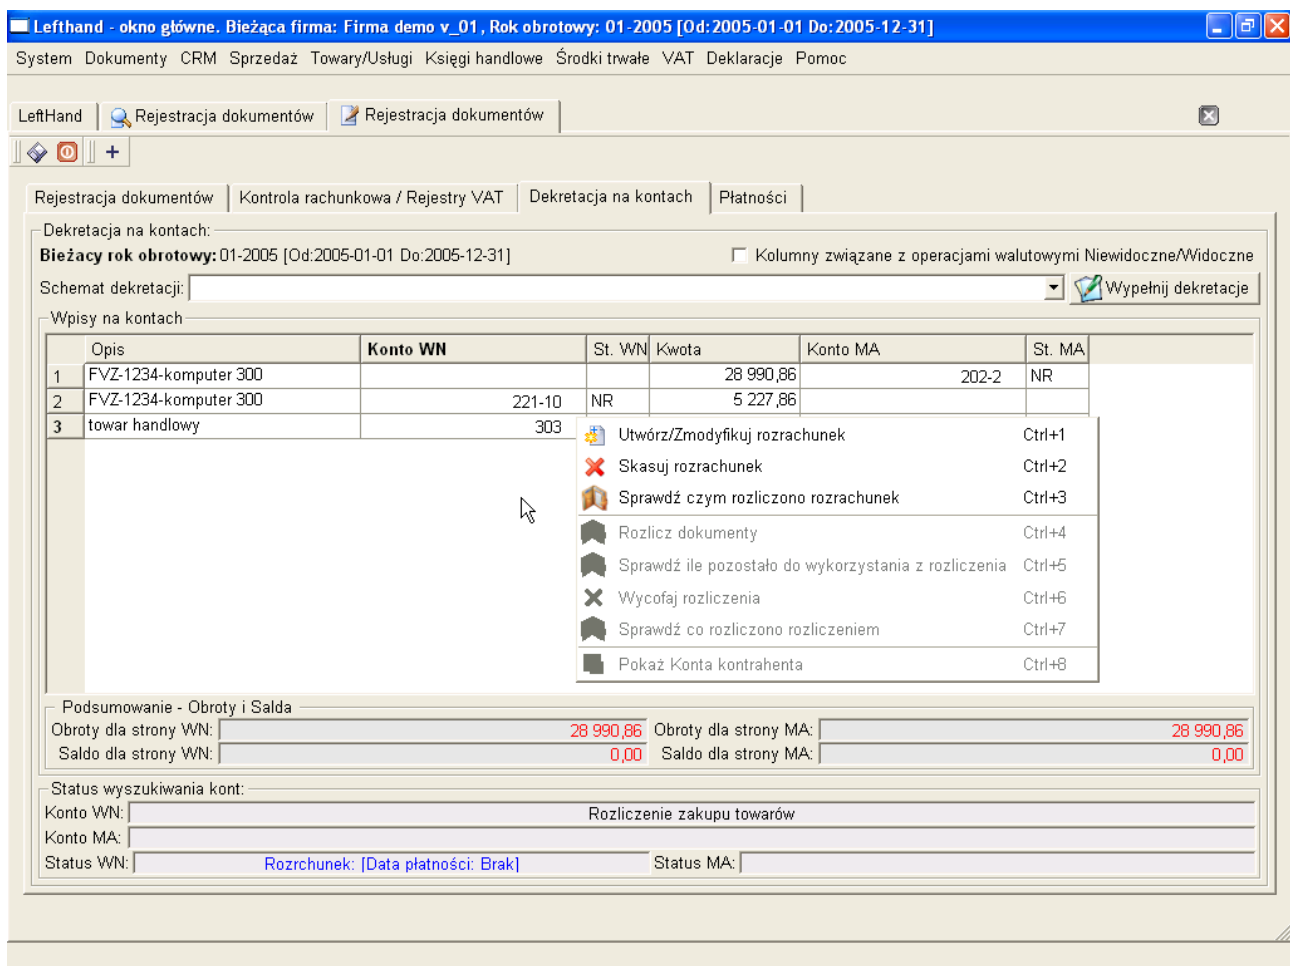 Lefthand - okno główne. Bieżąca firma: Firma demo v_01, Rok obrotowy: 01-2005 [Od:2005-01-01 Do:2005-12-31]
System Dokumenty CRM Sprzedaż Towary/Usługi Księgi handlowe Środki trwałe VAT Deklaracje Pomoc
LeftHand Rejestracja dokumentów Rejestracja dokumentów
Rejestracja dokumentów Kontrola rachunkowa / Rejestry VAT Dekretacja na kontach Płatności
Dekretacja na kontach:
Bieżacy rok obrotowy: 01-2005 [Od:2005-01-01 Do:2005-12-31] Kolumny związane z operacjami walutowymi Niewidoczne/Widoczne
Schemat dekretacji: Wypełnij dekretacje
Wpisy na kontach
Opis Konto WN St. WN Kwota Konto MA St. MA
1 FVZ-1234-komputer 300 28 990,86 202-2 NR
2 FVZ-1234-komputer 300 221-10 NR 5 227,86
3 towar handlowy 303
Utwórz/Zmodyfikuj rozrachunek Ctrl+1
Skasuj rozrachunek Ctrl+2
Sprawdź czym rozliczono rozrachunek Ctrl+3
Rozlicz dokumenty Ctrl+4
Sprawdź ile pozostało do wykorzystania z rozliczenia Ctrl+5
Wycofaj rozliczenia Ctrl+6
Sprawdź co rozliczono rozliczeniem Ctrl+7
Pokaż Konta kontrahenta Ctrl+8
Podsumowanie - Obroty i Salda
Obroty dla strony WN: 28 990,86 Obroty dla strony MA: 28 990,86
Saldo dla strony WN: 0,00 Saldo dla strony MA: 0,00
Status wyszukiwania kont:
Konto WN: Rozliczenie zakupu towarów
Konto MA:
Status WN: Rozrchunek: [Data płatności: Brak] Status MA: